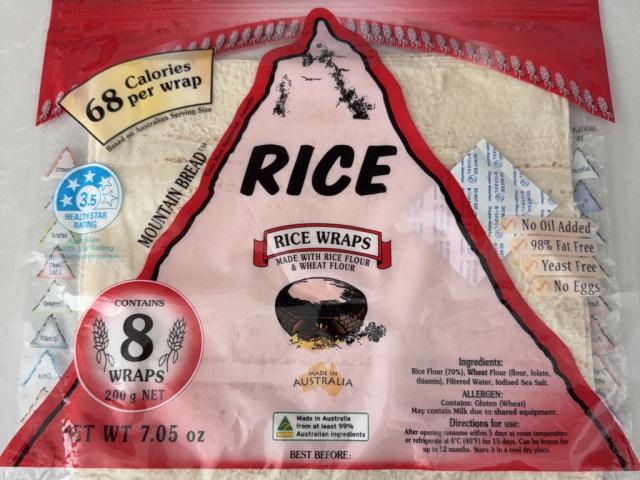 68 Calories
per wrap
Based on Australian Serving Size
3.5
HEALTH STAR
RATING
Australian
Health Star Rating
MOUNTAIN BREAD™
RICE
RICE WRAPS
MADE WITH RICE FLOUR
& WHEAT FLOUR
No Oil Added
98% Fat Free
Yeast Free
No Eggs
CONTAINS
8
WRAPS
200 g NET
NET WT 7.05 oz
MADE IN
AUSTRALIA
Made in Australia
from at least 99%
Australian ingredients
BEST BEFORE:
Ingredients:
Rice Flour (70%), Wheat Flour (flour, folate,
thiamin), Filtered Water, Iodised Sea Salt.
ALLERGEN:
Contains: Gluten (Wheat)
May contain Milk due to shared equipment.
Directions for use:
After opening consume within 5 days at room temperature
or refrigerate at 4°C (40°F) for 15 days. Can be frozen for
up to 12 months. Store it in a cool dry place.